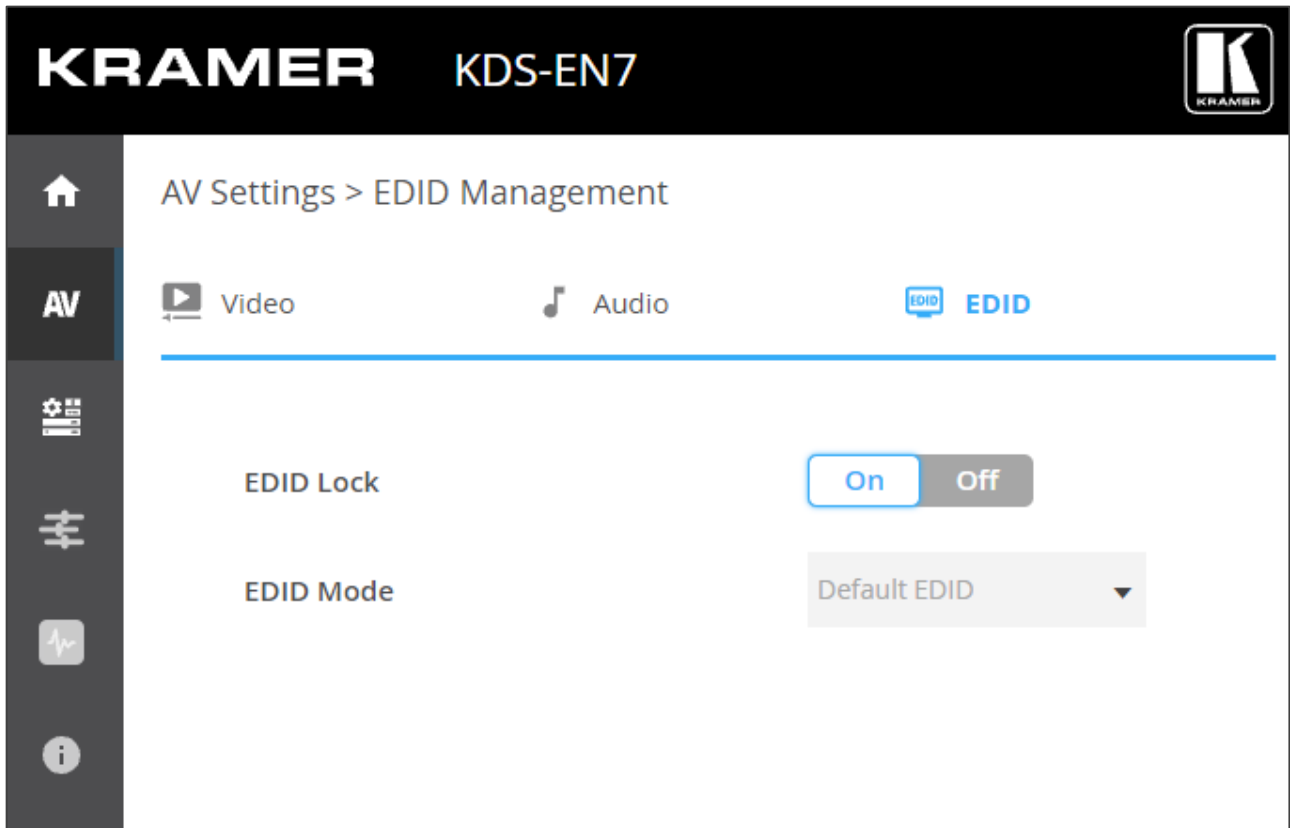 KRAMER KDS-EN7
KRAMER
AV Settings > EDID Management
AV
Video Audio EDID EDID
EDID Lock On Off
EDID Mode Default EDID
i